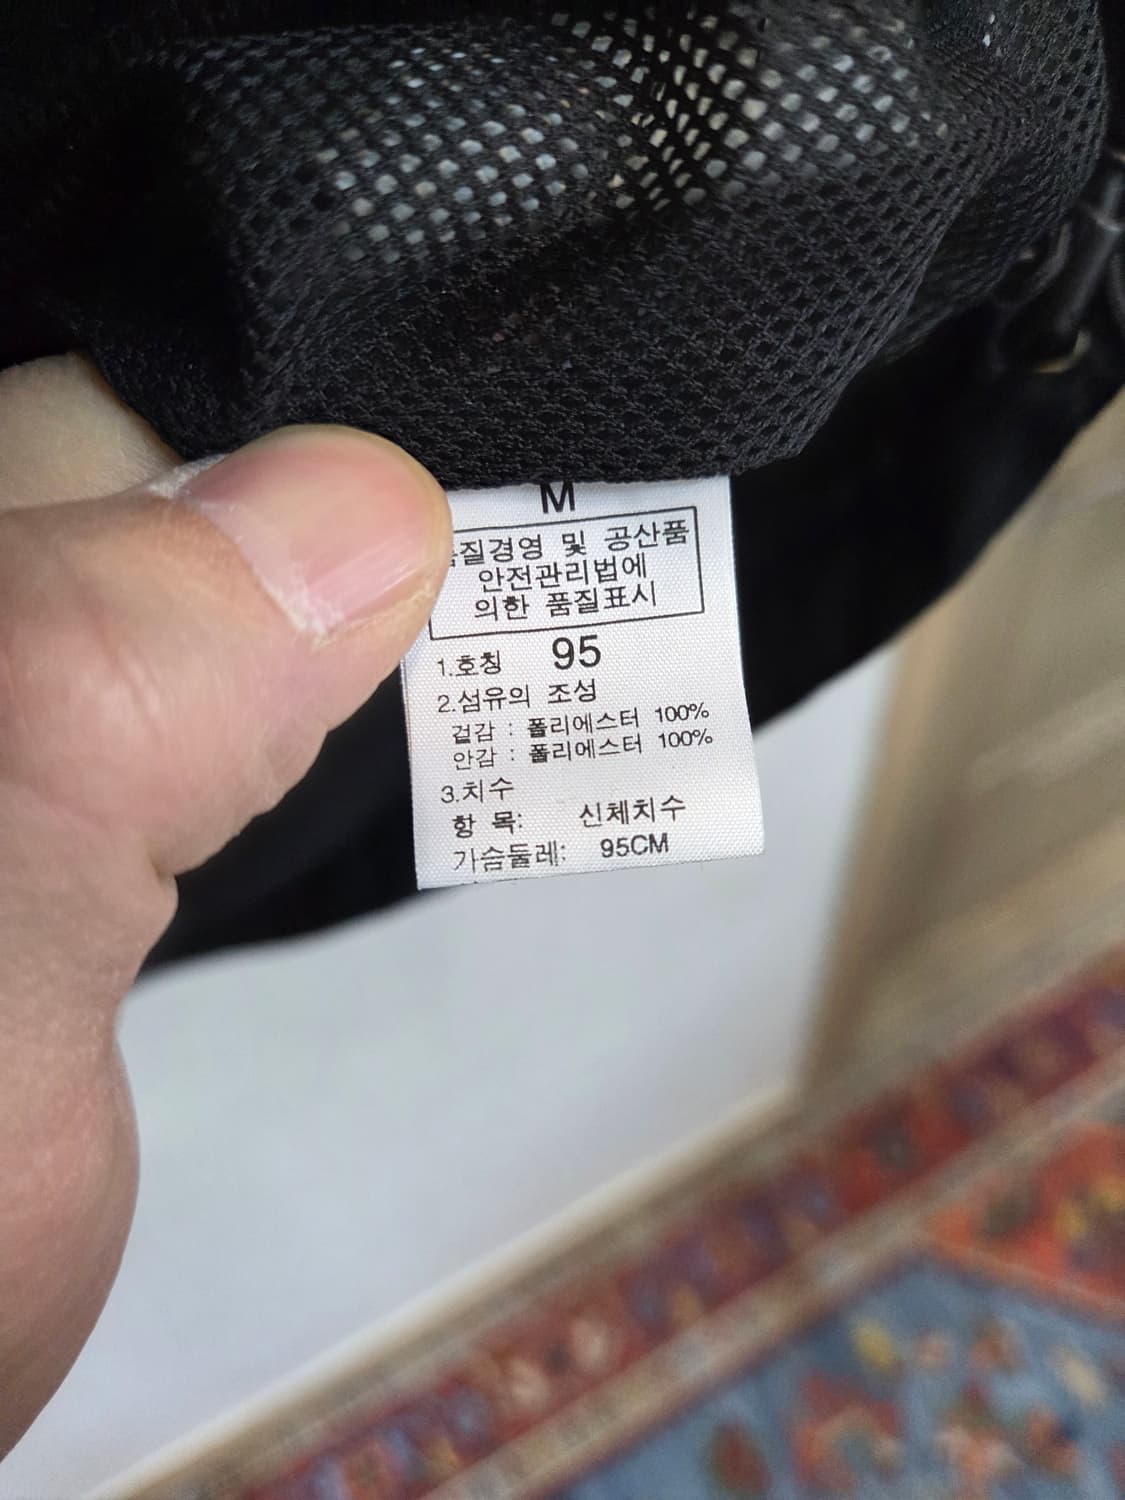 M
품질경영 및 공산품
안전관리법에
의한 품질표시
1.호칭 95
2.섬유의 조성
겉감 : 폴리에스터 100%
안감 : 폴리에스터 100%
3.치수
항 목: 신체치수
가슴둘레: 95CM